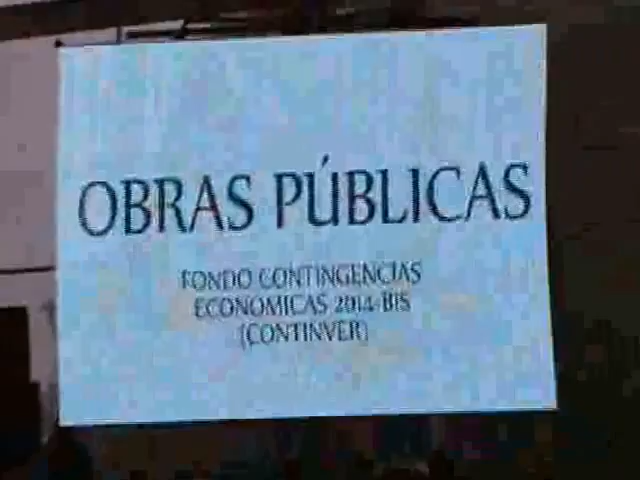 OBRAS PÚBLICAS
FONDO CONTINGENCIAS
ECONOMICAS 2014-BIS
(CONTINVER)